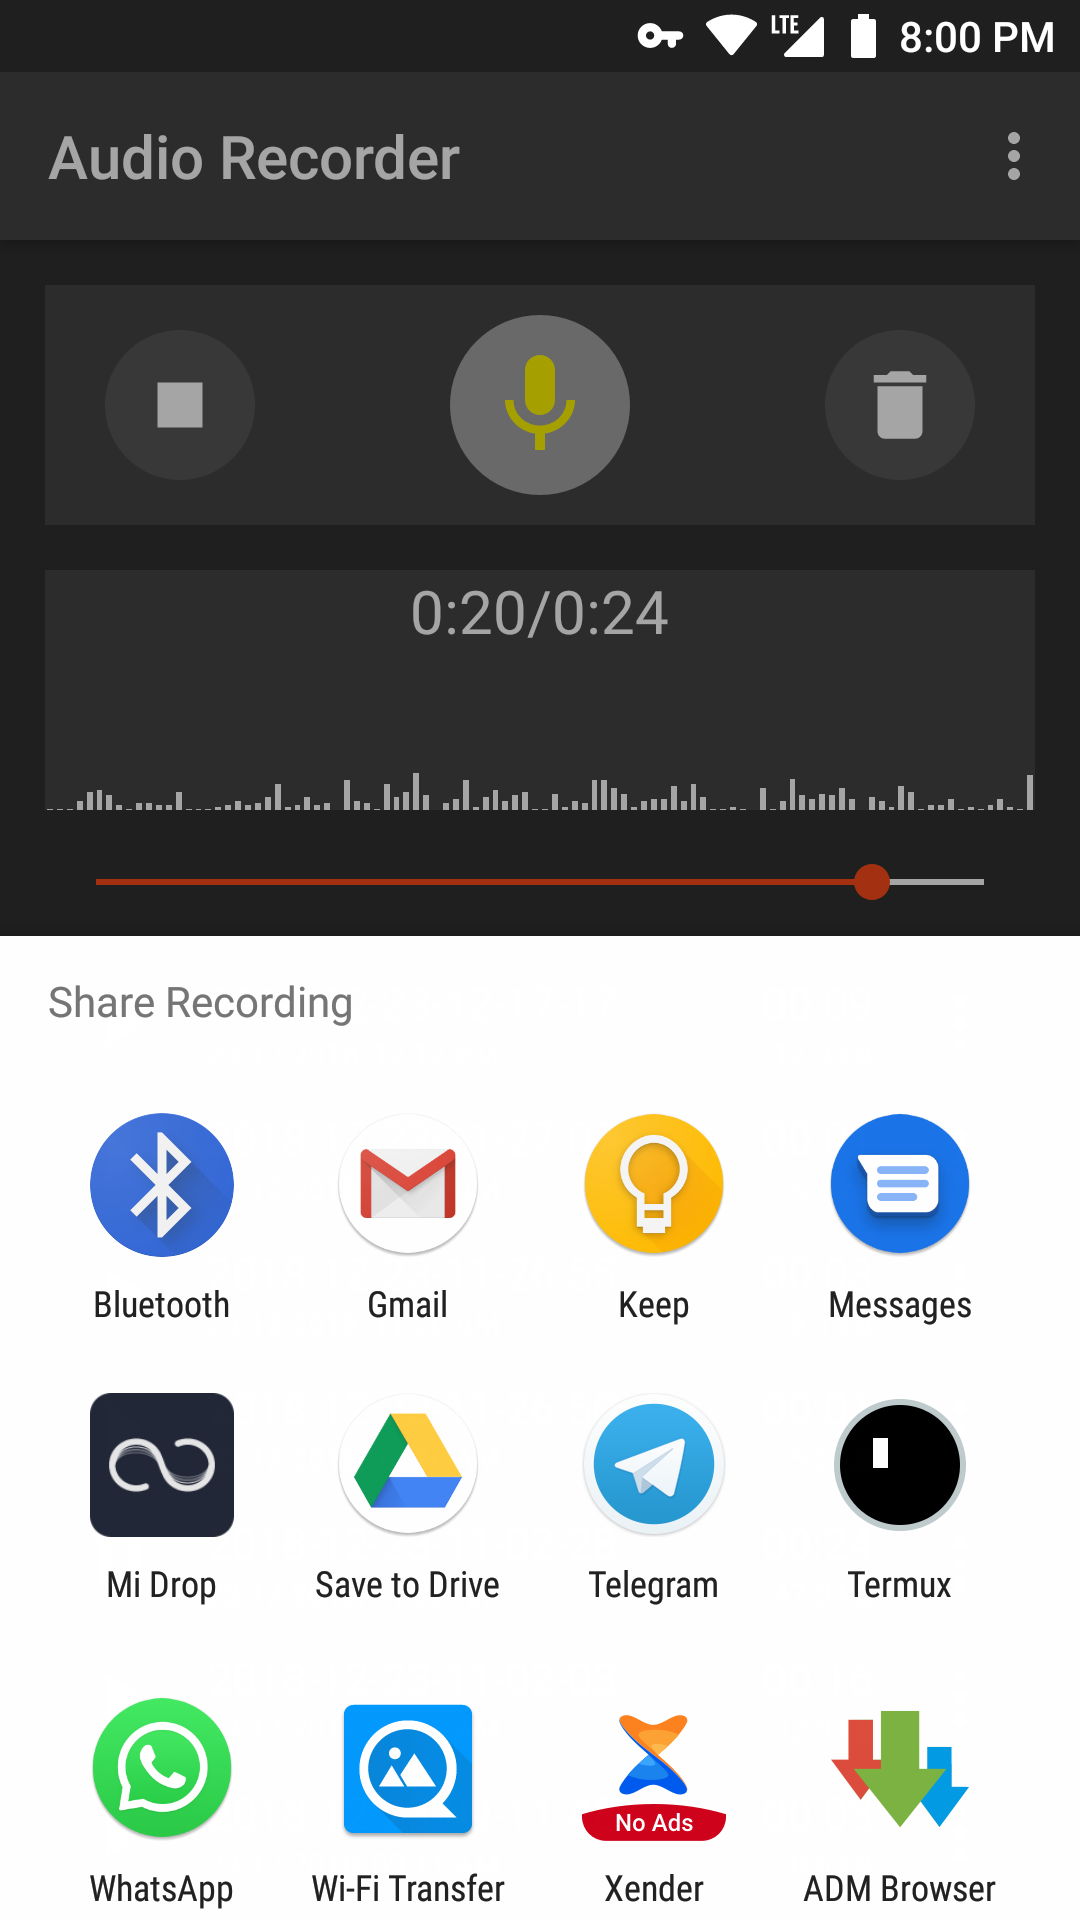 LTE 8:00 PM
Audio Recorder
0:20/0:24
Share Recording
Bluetooth Gmail Keep Messages
Mi Drop Save to Drive Telegram Termux
No Ads
WhatsApp Wi-Fi Transfer Xender ADM Browser